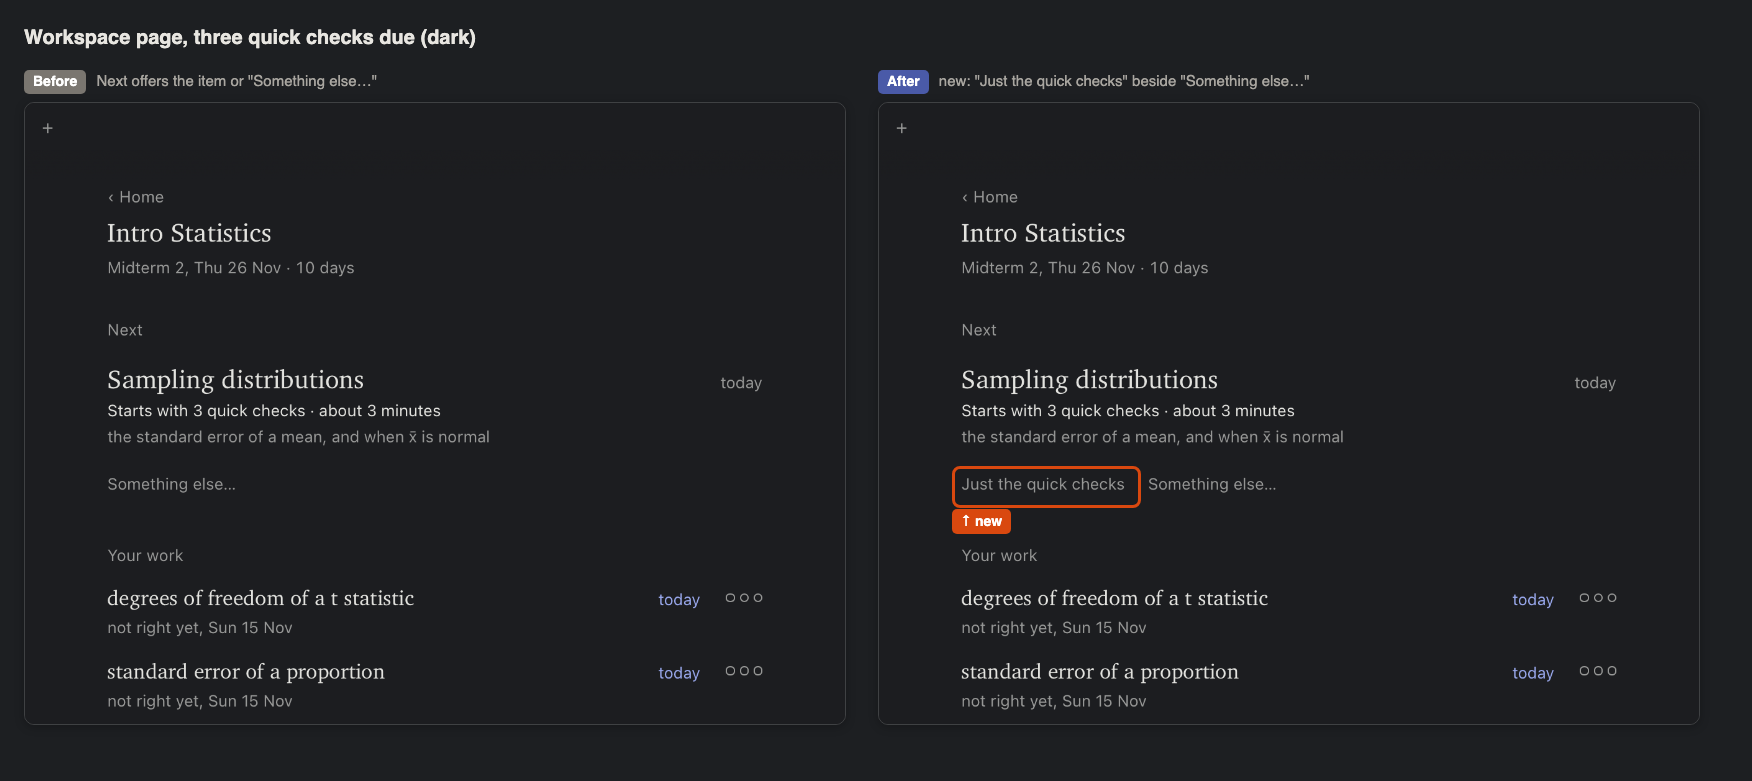 Workspace page, three quick checks due (dark)
Before Next offers the item or "Something else…"
+
‹ Home
Intro Statistics
Midterm 2, Thu 26 Nov · 10 days
Next
Sampling distributions today
Starts with 3 quick checks · about 3 minutes
the standard error of a mean, and when x̄ is normal
Something else…
Your work
degrees of freedom of a t statistic today
not right yet, Sun 15 Nov
standard error of a proportion today
not right yet, Sun 15 Nov
After new: "Just the quick checks" beside "Something else…"
+
‹ Home
Intro Statistics
Midterm 2, Thu 26 Nov · 10 days
Next
Sampling distributions today
Starts with 3 quick checks · about 3 minutes
the standard error of a mean, and when x̄ is normal
Just the quick checks Something else…
↑ new
Your work
degrees of freedom of a t statistic today
not right yet, Sun 15 Nov
standard error of a proportion today
not right yet, Sun 15 Nov